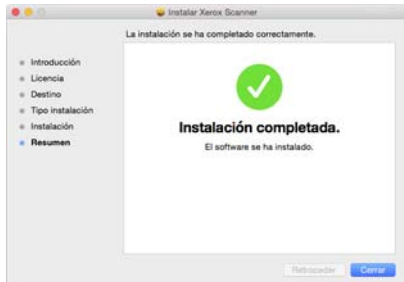 Instalar Xerox Scanner
La instalación se ha completado correctamente.
Introducción
Licencia
Destino
Tipo instalación
Instalación
Resumen
Instalación completada.
El software se ha instalado.
Retroceder
Cerrar